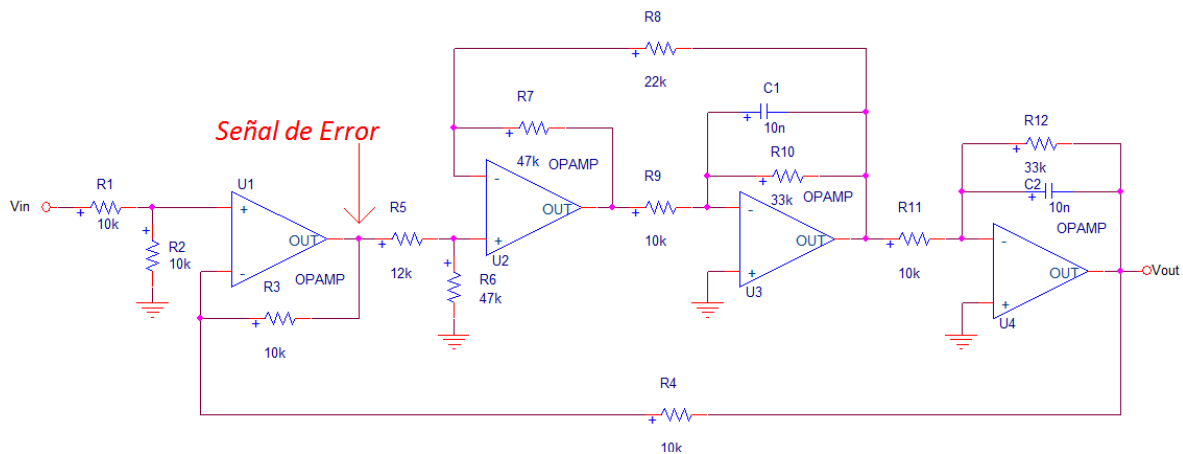 R8
22k
C1
10n
R7
47k
OPAMP
R12
33k
Señal de Error
R10
33k
OPAMP
C2
10n
R1
10k
Vin
U1
+
-
OUT
OPAMP
R5
12k
-
+
OUT
U2
R9
10k
-
+
OUT
U3
R11
10k
OPAMP
-
+
OUT
U4
Vout
R2
10k
R3
10k
R6
47k
R4
10k